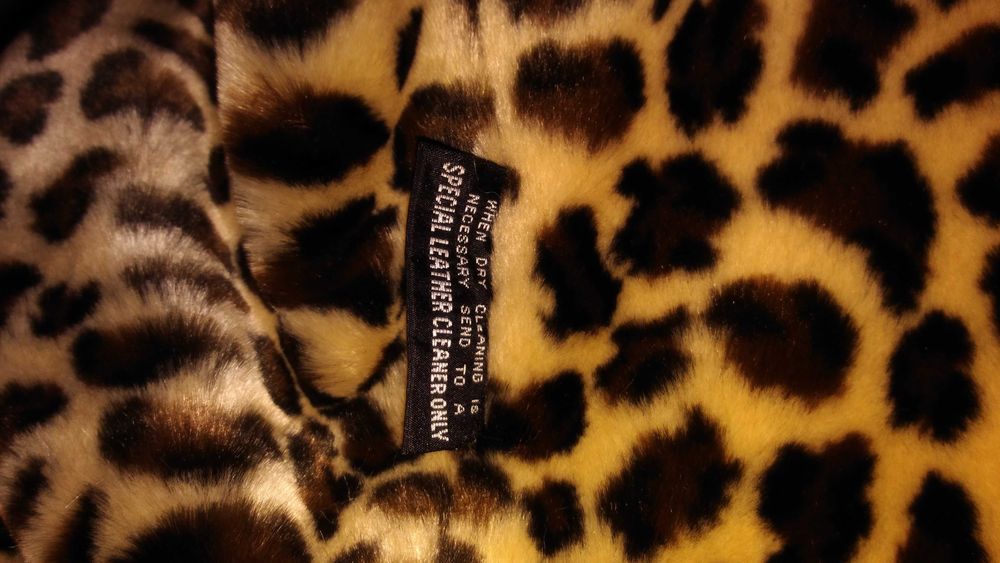 WHEN DRY CLEANING IS
NECESSARY SEND TO A
SPECIAL LEATHER CLEANER ONLY